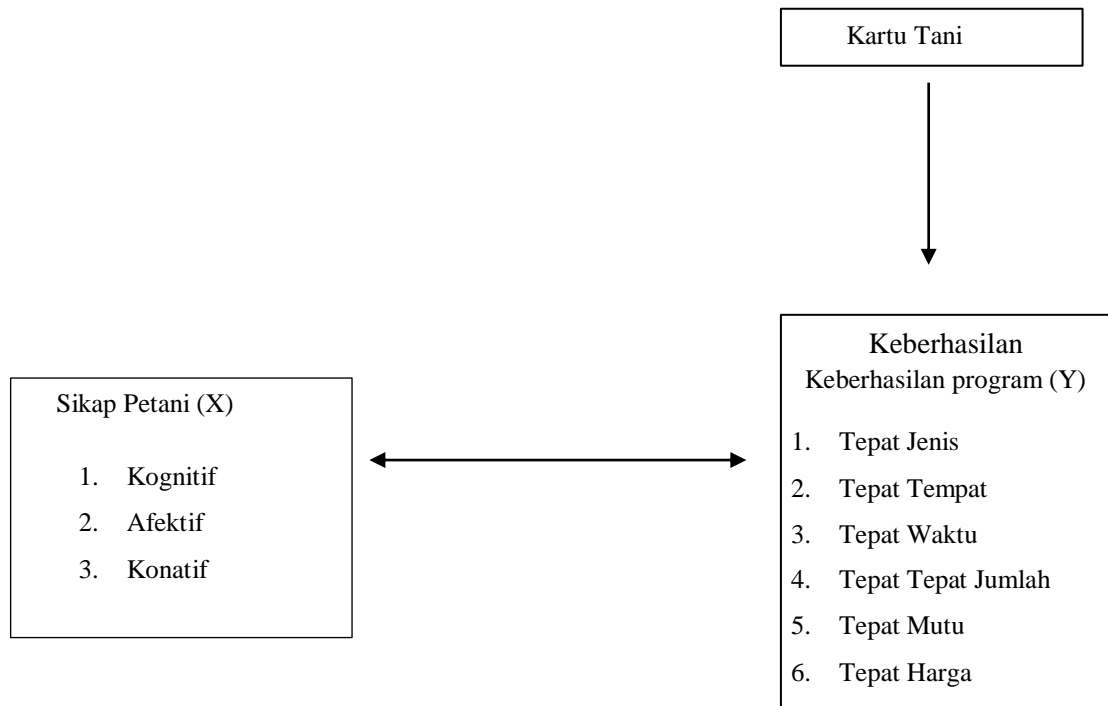 Kartu Tani
Keberhasilan
Keberhasilan program (Y)
1. Tepat Jenis
2. Tepat Tempat
3. Tepat Waktu
4. Tepat Tepat Jumlah
5. Tepat Mutu
6. Tepat Harga
Sikap Petani (X)
1. Kognitif
2. Afektif
3. Konatif